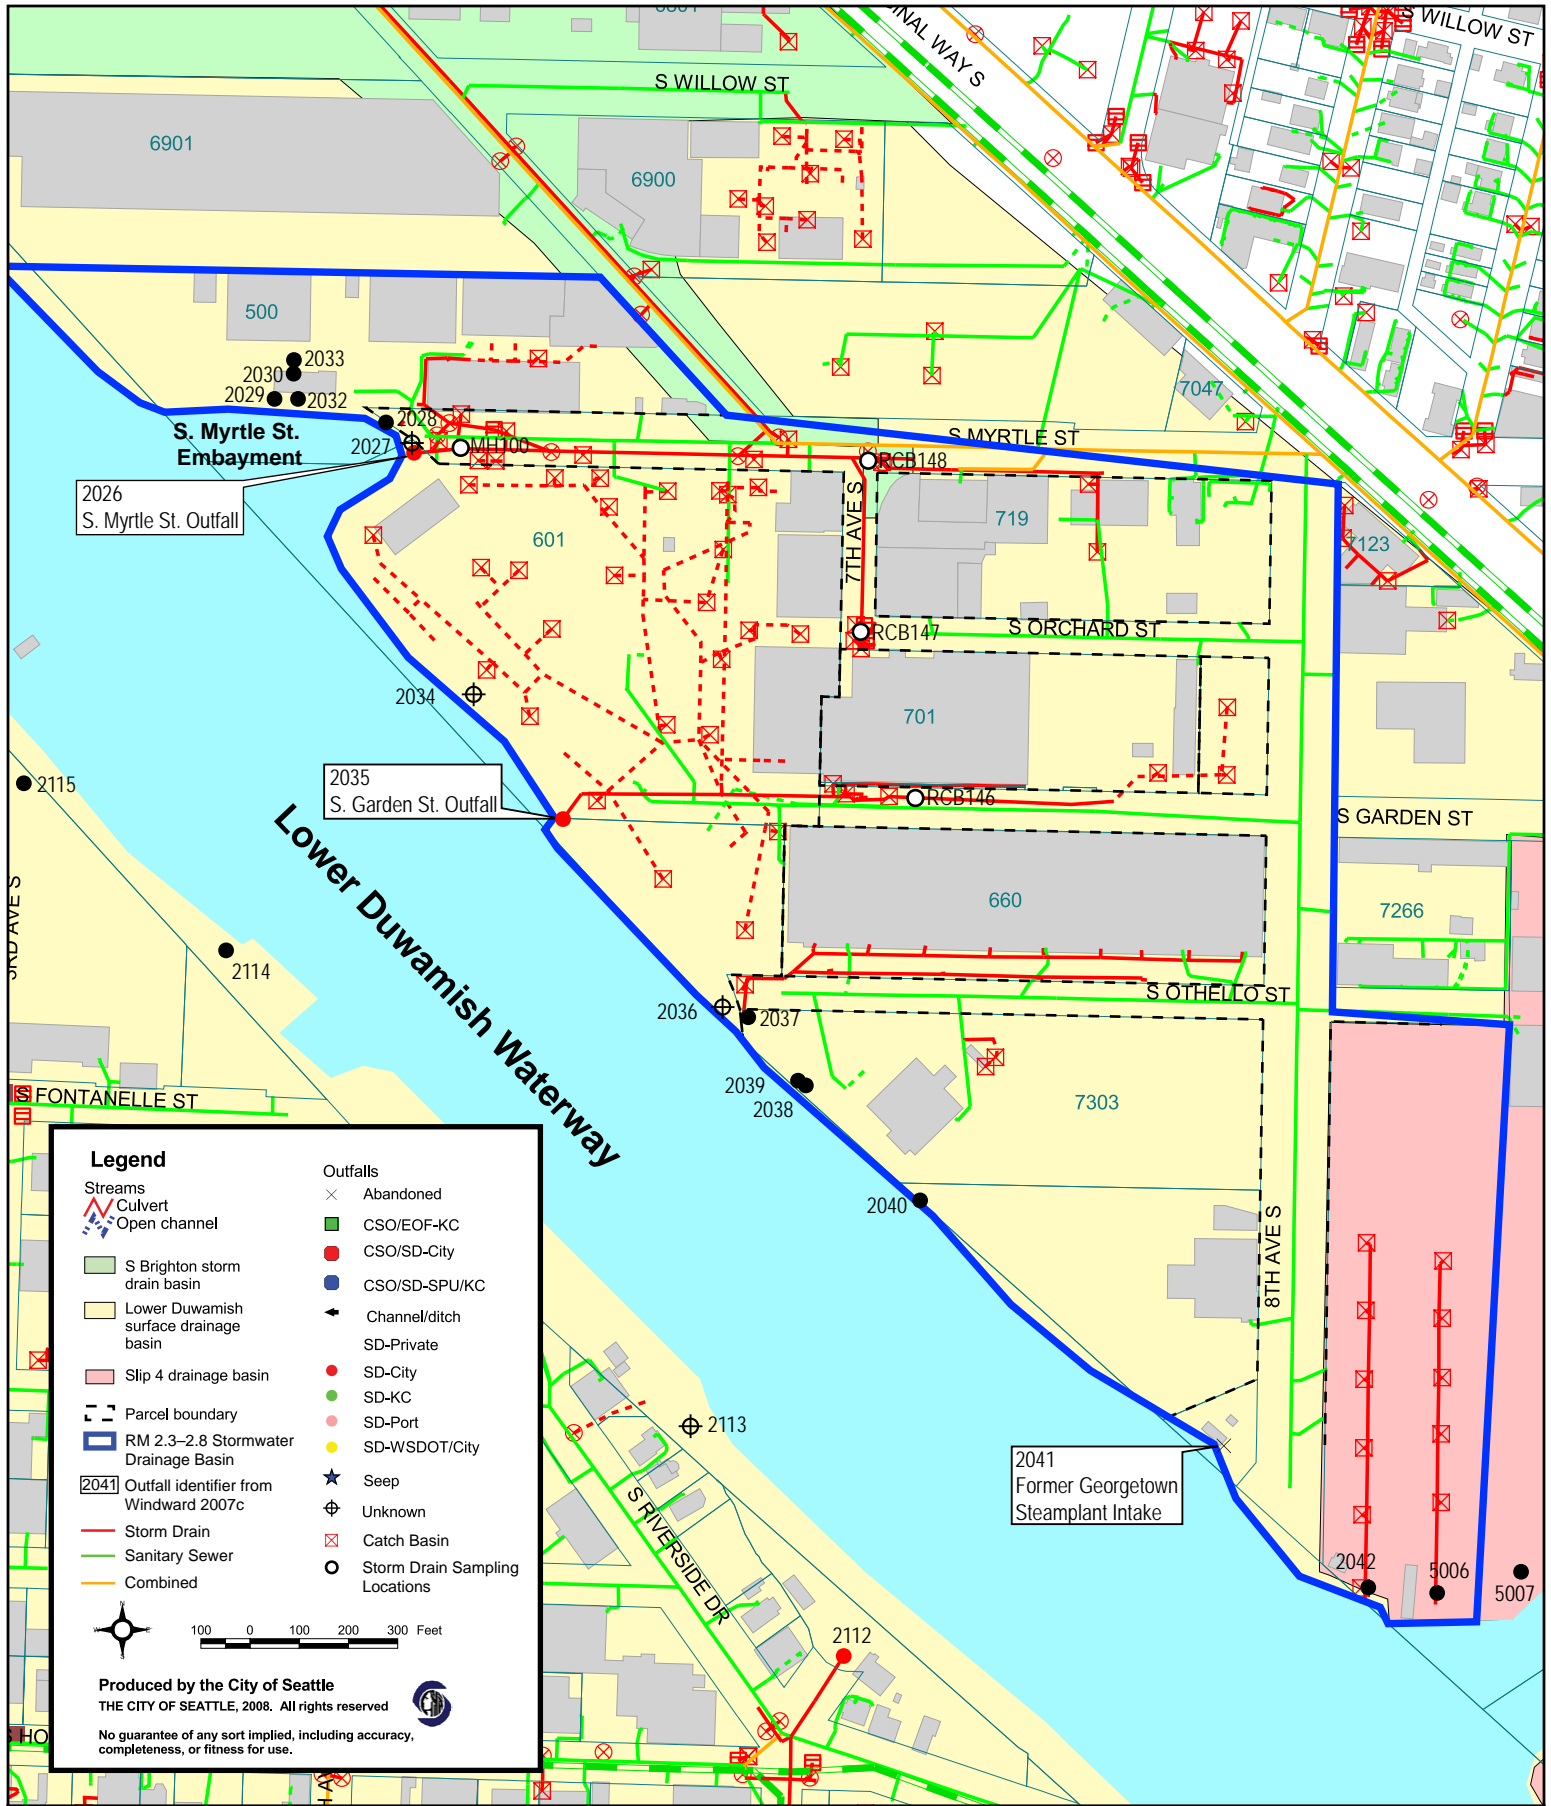 S WILLOW ST
S WILLOW ST
6901
6900
500
2033
2030
2029
2032
2028
2027
S. Myrtle St.
Embayment
MH100
S MYRTLE ST
7047
RCB148
2026
S. Myrtle St. Outfall
601
7TH AVE S
719
7123
RCB147
S ORCHARD ST
2034
701
2035
S. Garden St. Outfall
2115
RCB146
S GARDEN ST
Lower Duwamish Waterway
3RD AVE S
660
7266
2114
2036
2037
S OTHELLO ST
2039
2038
7303
S FONTANELLE ST
2040
8TH AVE S
2113
2041
Former Georgetown
Steamplant Intake
S RIVERSIDE DR
2042
5006
5007
2112
Legend
Streams
Culvert
Open channel
S Brighton storm
drain basin
Lower Duwamish
surface drainage
basin
Slip 4 drainage basin
Parcel boundary
RM 2.3–2.8 Stormwater
Drainage Basin
2041 Outfall identifier from
Windward 2007c
Storm Drain
Sanitary Sewer
Combined
Outfalls
Abandoned
CSO/EOF-KC
CSO/SD-City
CSO/SD-SPU/KC
Channel/ditch
SD-Private
SD-City
SD-KC
SD-Port
SD-WSDOT/City
Seep
Unknown
Catch Basin
Storm Drain Sampling
Locations
N
W E
S
100 0 100 200 300 Feet
Produced by the City of Seattle
THE CITY OF SEATTLE, 2008. All rights reserved
No guarantee of any sort implied, including accuracy,
completeness, or fitness for use.
S HO
H AV
INAL WAY S